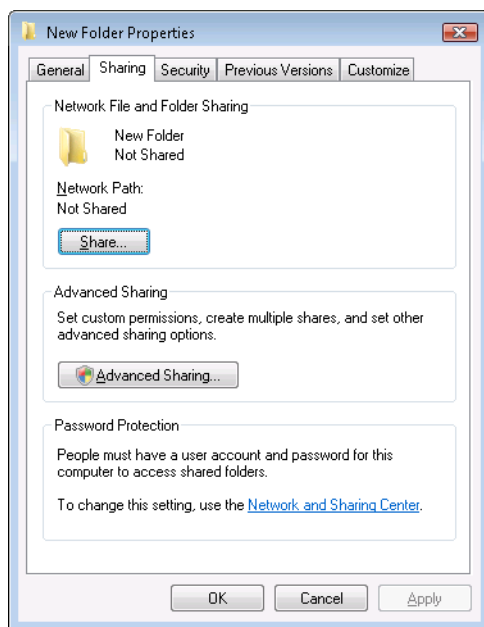 New Folder Properties
General Sharing Security Previous Versions Customize
Network File and Folder Sharing
New Folder
Not Shared
Network Path:
Not Shared
Share...
Advanced Sharing
Set custom permissions, create multiple shares, and set other
advanced sharing options.
Advanced Sharing...
Password Protection
People must have a user account and password for this
computer to access shared folders.
To change this setting, use the Network and Sharing Center.
OK Cancel Apply